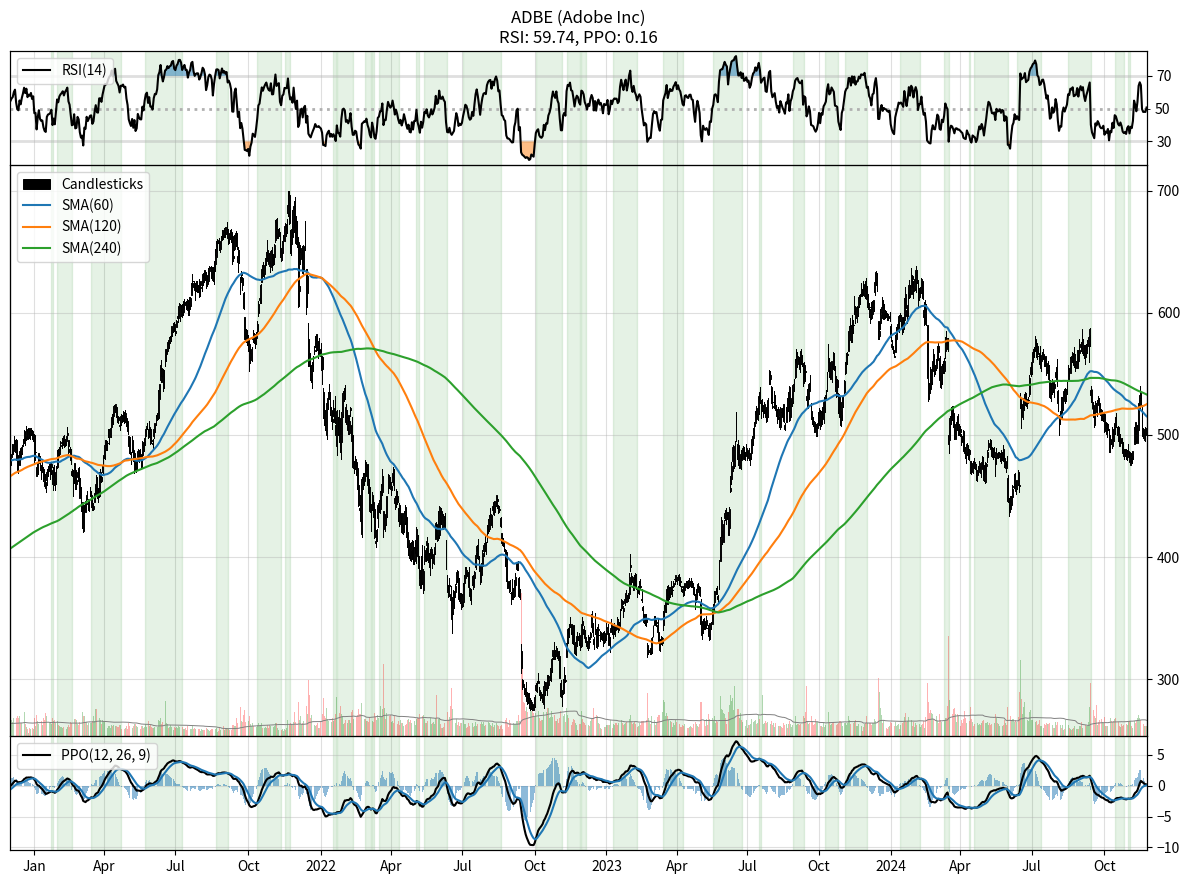 ADBE (Adobe Inc)
RSI: 59.74, PPO: 0.16
RSI(14)
70
50
30
Candlesticks
SMA(60)
SMA(120)
SMA(240)
700
600
500
400
300
PPO(12, 26, 9)
5
0
−5
−10
Jan Apr Jul Oct 2022 Apr Jul Oct 2023 Apr Jul Oct 2024 Apr Jul Oct